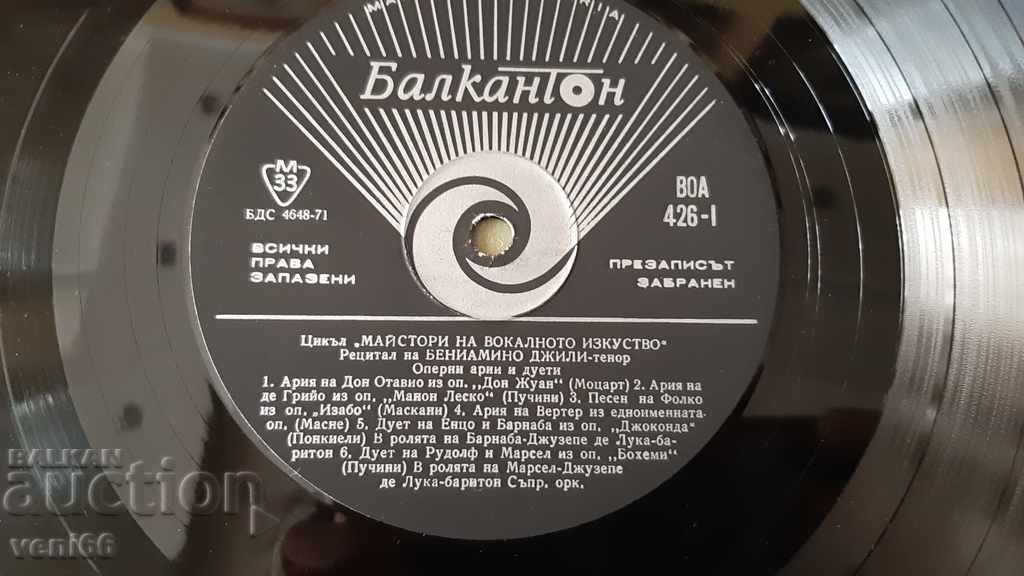 БалканТон
М
33
БДС 4648-71
ВСИЧКИ
ПРАВА
ЗАПАЗЕНИ
ВОА
426-I
ПРЕЗАПИСЪТ
ЗАБРАНЕН
Цикъл „МАЙСТОРИ НА ВОКАЛНОТО ИЗКУСТВО“
Рецитал на БЕНИАМИНО ДЖИЛИ-тенор
Оперни арии и дуети
1. Ария на Дон Отавио из оп. ,,Дон Жуан“ (Моцарт) 2. Ария на
де Грийо из оп. ,,Манон Леско“ (Пучини) 3. Песен на Фолко
из оп. „Изабо“ (Маскани) 4. Ария на Вертер из едноименната
оп. (Масне) 5. Дует на Енцо и Барнаба из оп. ,,Джоконда“
(Понкиели) В ролята на Барнаба-Джузепе де Лука-ба-
ритон 6. Дует на Рудолф и Марсел из оп. ,,Бохеми“
(Пучини) В ролята на Марсел-Джузепе
де Лука-баритон Съпр. орк.
BALKAN
auction
veni66